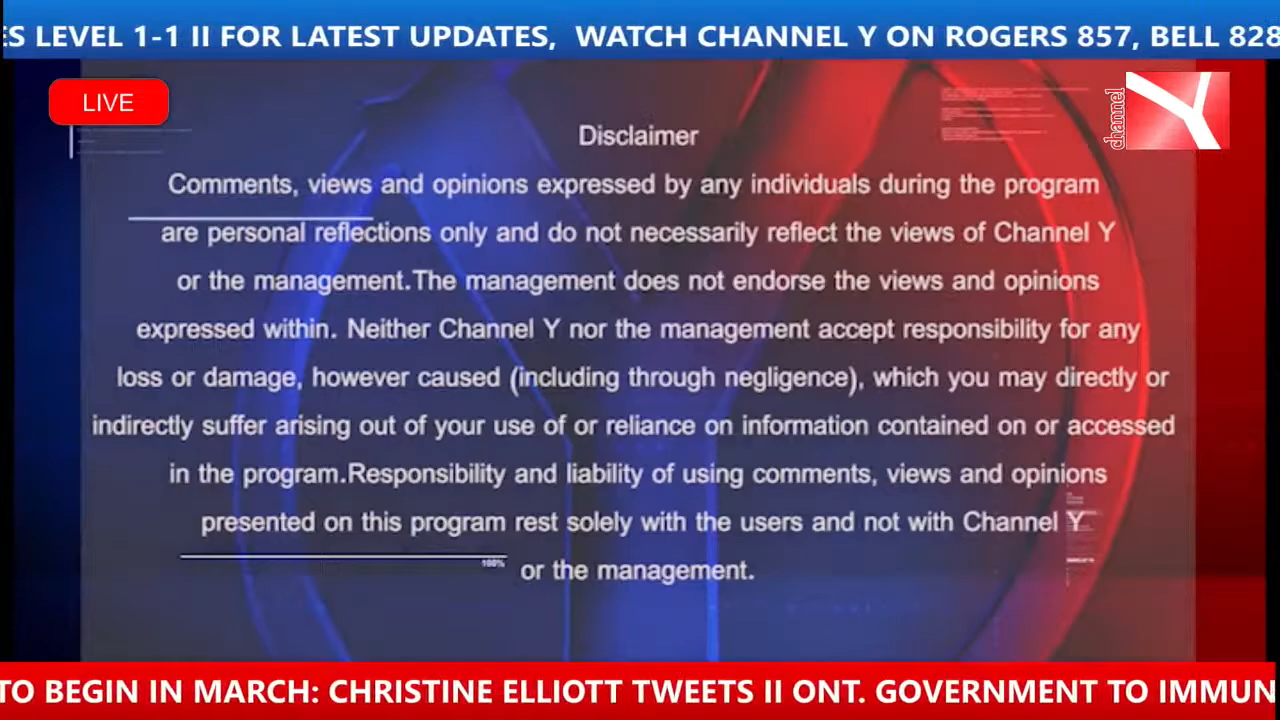 ES LEVEL 1-1 II FOR LATEST UPDATES, WATCH CHANNEL Y ON ROGERS 857, BELL 828
LIVE
channel Y
Disclaimer
Comments, views and opinions expressed by any individuals during the program
are personal reflections only and do not necessarily reflect the views of Channel Y
or the management.The management does not endorse the views and opinions
expressed within. Neither Channel Y nor the management accept responsibility for any
loss or damage, however caused (including through negligence), which you may directly or
indirectly suffer arising out of your use of or reliance on information contained on or accessed
in the program.Responsibility and liability of using comments, views and opinions
presented on this program rest solely with the users and not with Channel Y
100%
or the management.
TO BEGIN IN MARCH: CHRISTINE ELLIOTT TWEETS II ONT. GOVERNMENT TO IMMUN